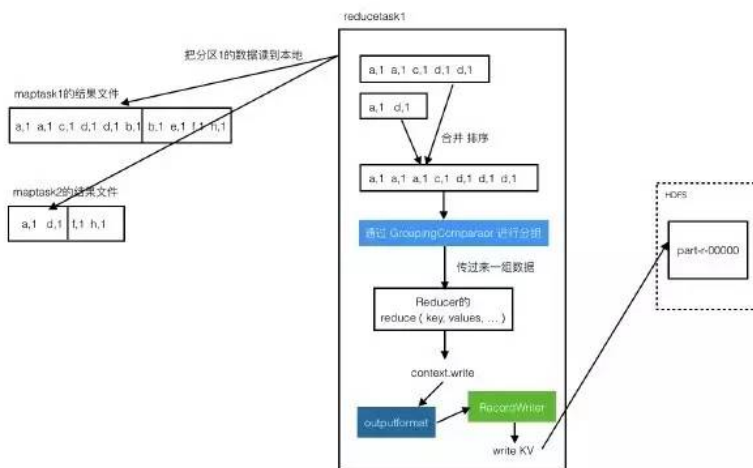 reducetask1
把分区1的数据读到本地
maptask1的结果文件
a,1 a,1 c,1 d,1 d,1 b,1 b,1 e,1 f,1 h,1
maptask2的结果文件
a,1 d,1 f,1 h,1
a,1 a,1 c,1 d,1 d,1
a,1 d,1
合并 排序
a,1 a,1 a,1 c,1 d,1 d,1 d,1
通过 GroupingComparaor 进行分组
传过来一组数据
Reducer的
reduce ( key, values, ... )
context.write
outputformat
RecordWriter
write KV
HDFS
part-r-00000